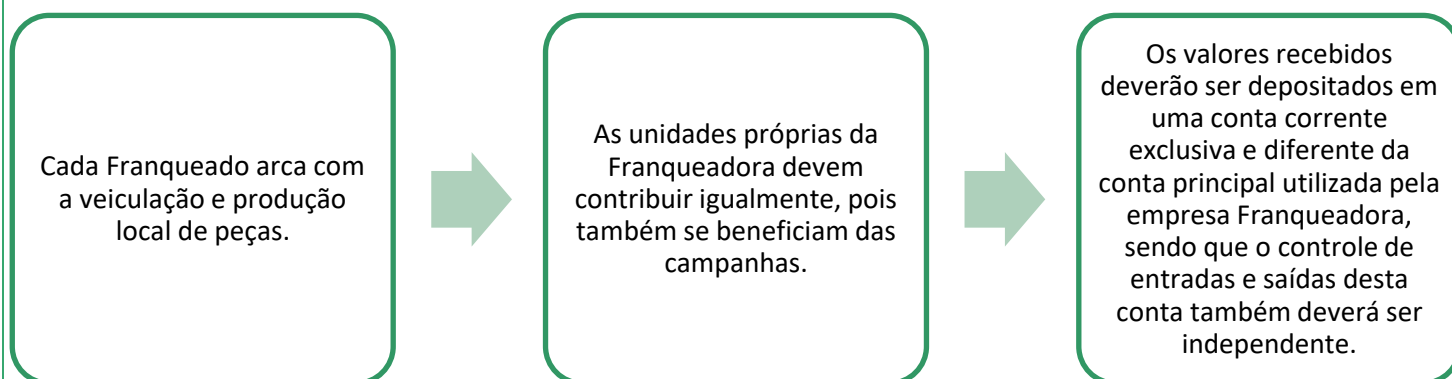 Cada Franqueado arca com
a veiculação e produção
local de peças.
As unidades próprias da
Franqueadora devem
contribuir igualmente, pois
também se beneficiam das
campanhas.
Os valores recebidos
deverão ser depositados em
uma conta corrente
exclusiva e diferente da
conta principal utilizada pela
empresa Franqueadora,
sendo que o controle de
entradas e saídas desta
conta também deverá ser
independente.